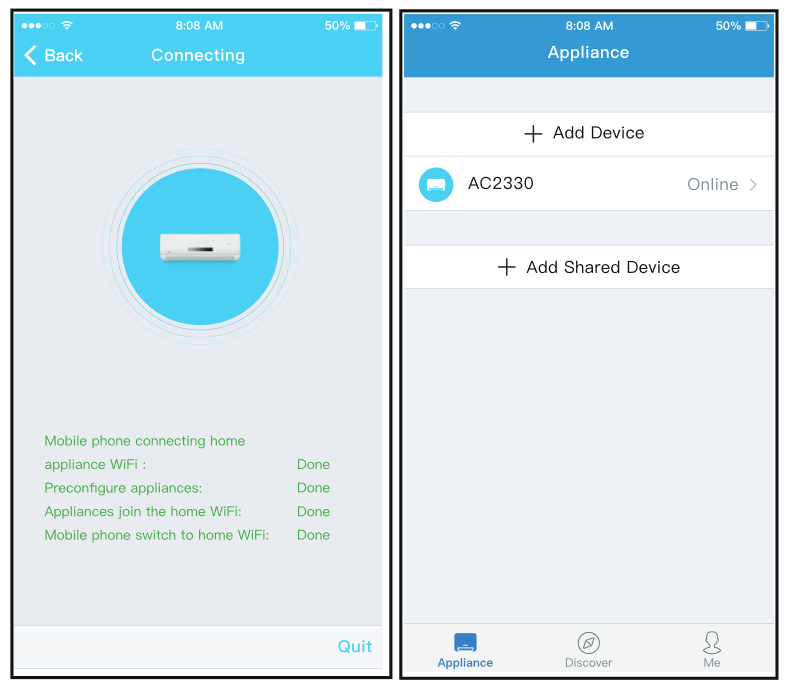 8:08 AM
50%
Back
Connecting
Mobile phone connecting home
appliance WiFi :
Done
Preconfigure appliances:
Done
Appliances join the home WiFi:
Done
Mobile phone switch to home WiFi:
Done
Quit
8:08 AM
50%
Appliance
Add Device
AC2330
Online
Add Shared Device
Appliance
Discover
Me